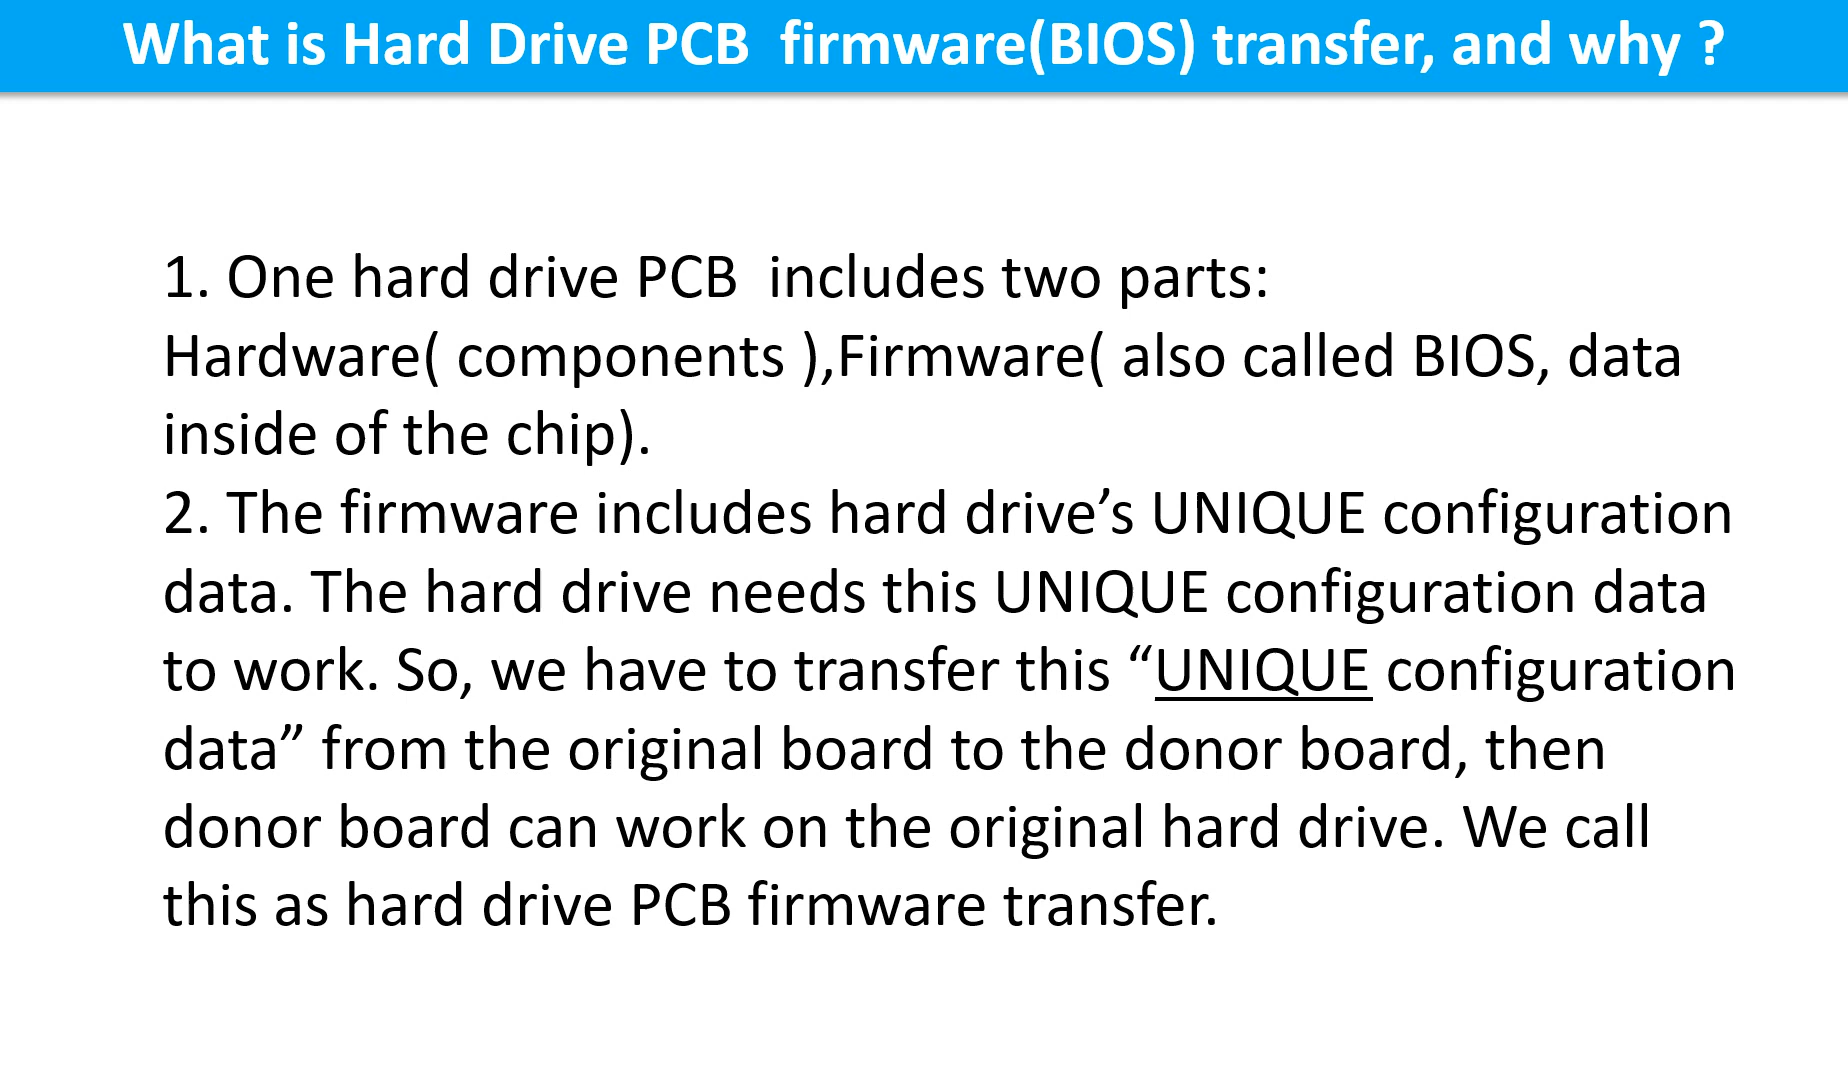 What is Hard Drive PCB  firmware(BIOS) transfer, and why ?
1. One hard drive PCB  includes two parts:
Hardware( components ),Firmware( also called BIOS, data
inside of the chip).
2. The firmware includes hard drive’s UNIQUE configuration
data. The hard drive needs this UNIQUE configuration data
to work. So, we have to transfer this “UNIQUE configuration
data” from the original board to the donor board, then
donor board can work on the original hard drive. We call
this as hard drive PCB firmware transfer.